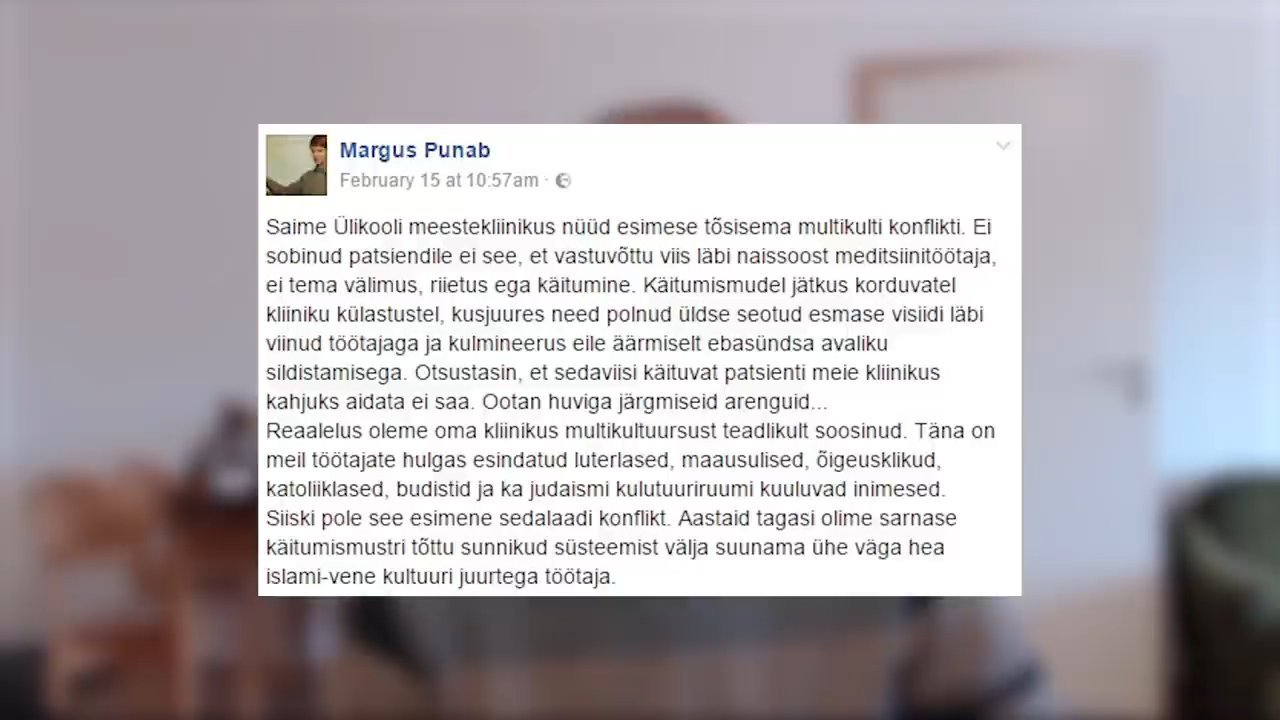 Margus Punab
February 15 at 10:57am ·
Saime Ülikooli meestekliinikus nüüd esimese tõsisema multikulti konflikti. Ei
sobinud patsiendile ei see, et vastuvõttu viis läbi naissoost meditsiinitöötaja,
ei tema välimus, riietus ega käitumine. Käitumismudel jätkus korduvatel
kliiniku külastustel, kusjuures need polnud üldse seotud esmase visiidi läbi
viinud töötajaga ja kulmineerus eile äärmiselt ebasündsa avaliku
sildistamisega. Otsustasin, et sedaviisi käituvat patsienti meie kliinikus
kahjuks aidata ei saa. Ootan huviga järgmiseid arenguid...
Reaalelus oleme oma kliinikus multikultuursust teadlikult soosinud. Täna on
meil töötajate hulgas esindatud luterlased, maausulised, õigeusklikud,
katoliiklased, budistid ja ka judaismi kulutuuriruumi kuuluvad inimesed.
Siiski pole see esimene sedalaadi konflikt. Aastaid tagasi olime sarnase
käitumismustri tõttu sunnikud süsteemist välja suunama ühe väga hea
islami-vene kultuuri juurtega töötaja.